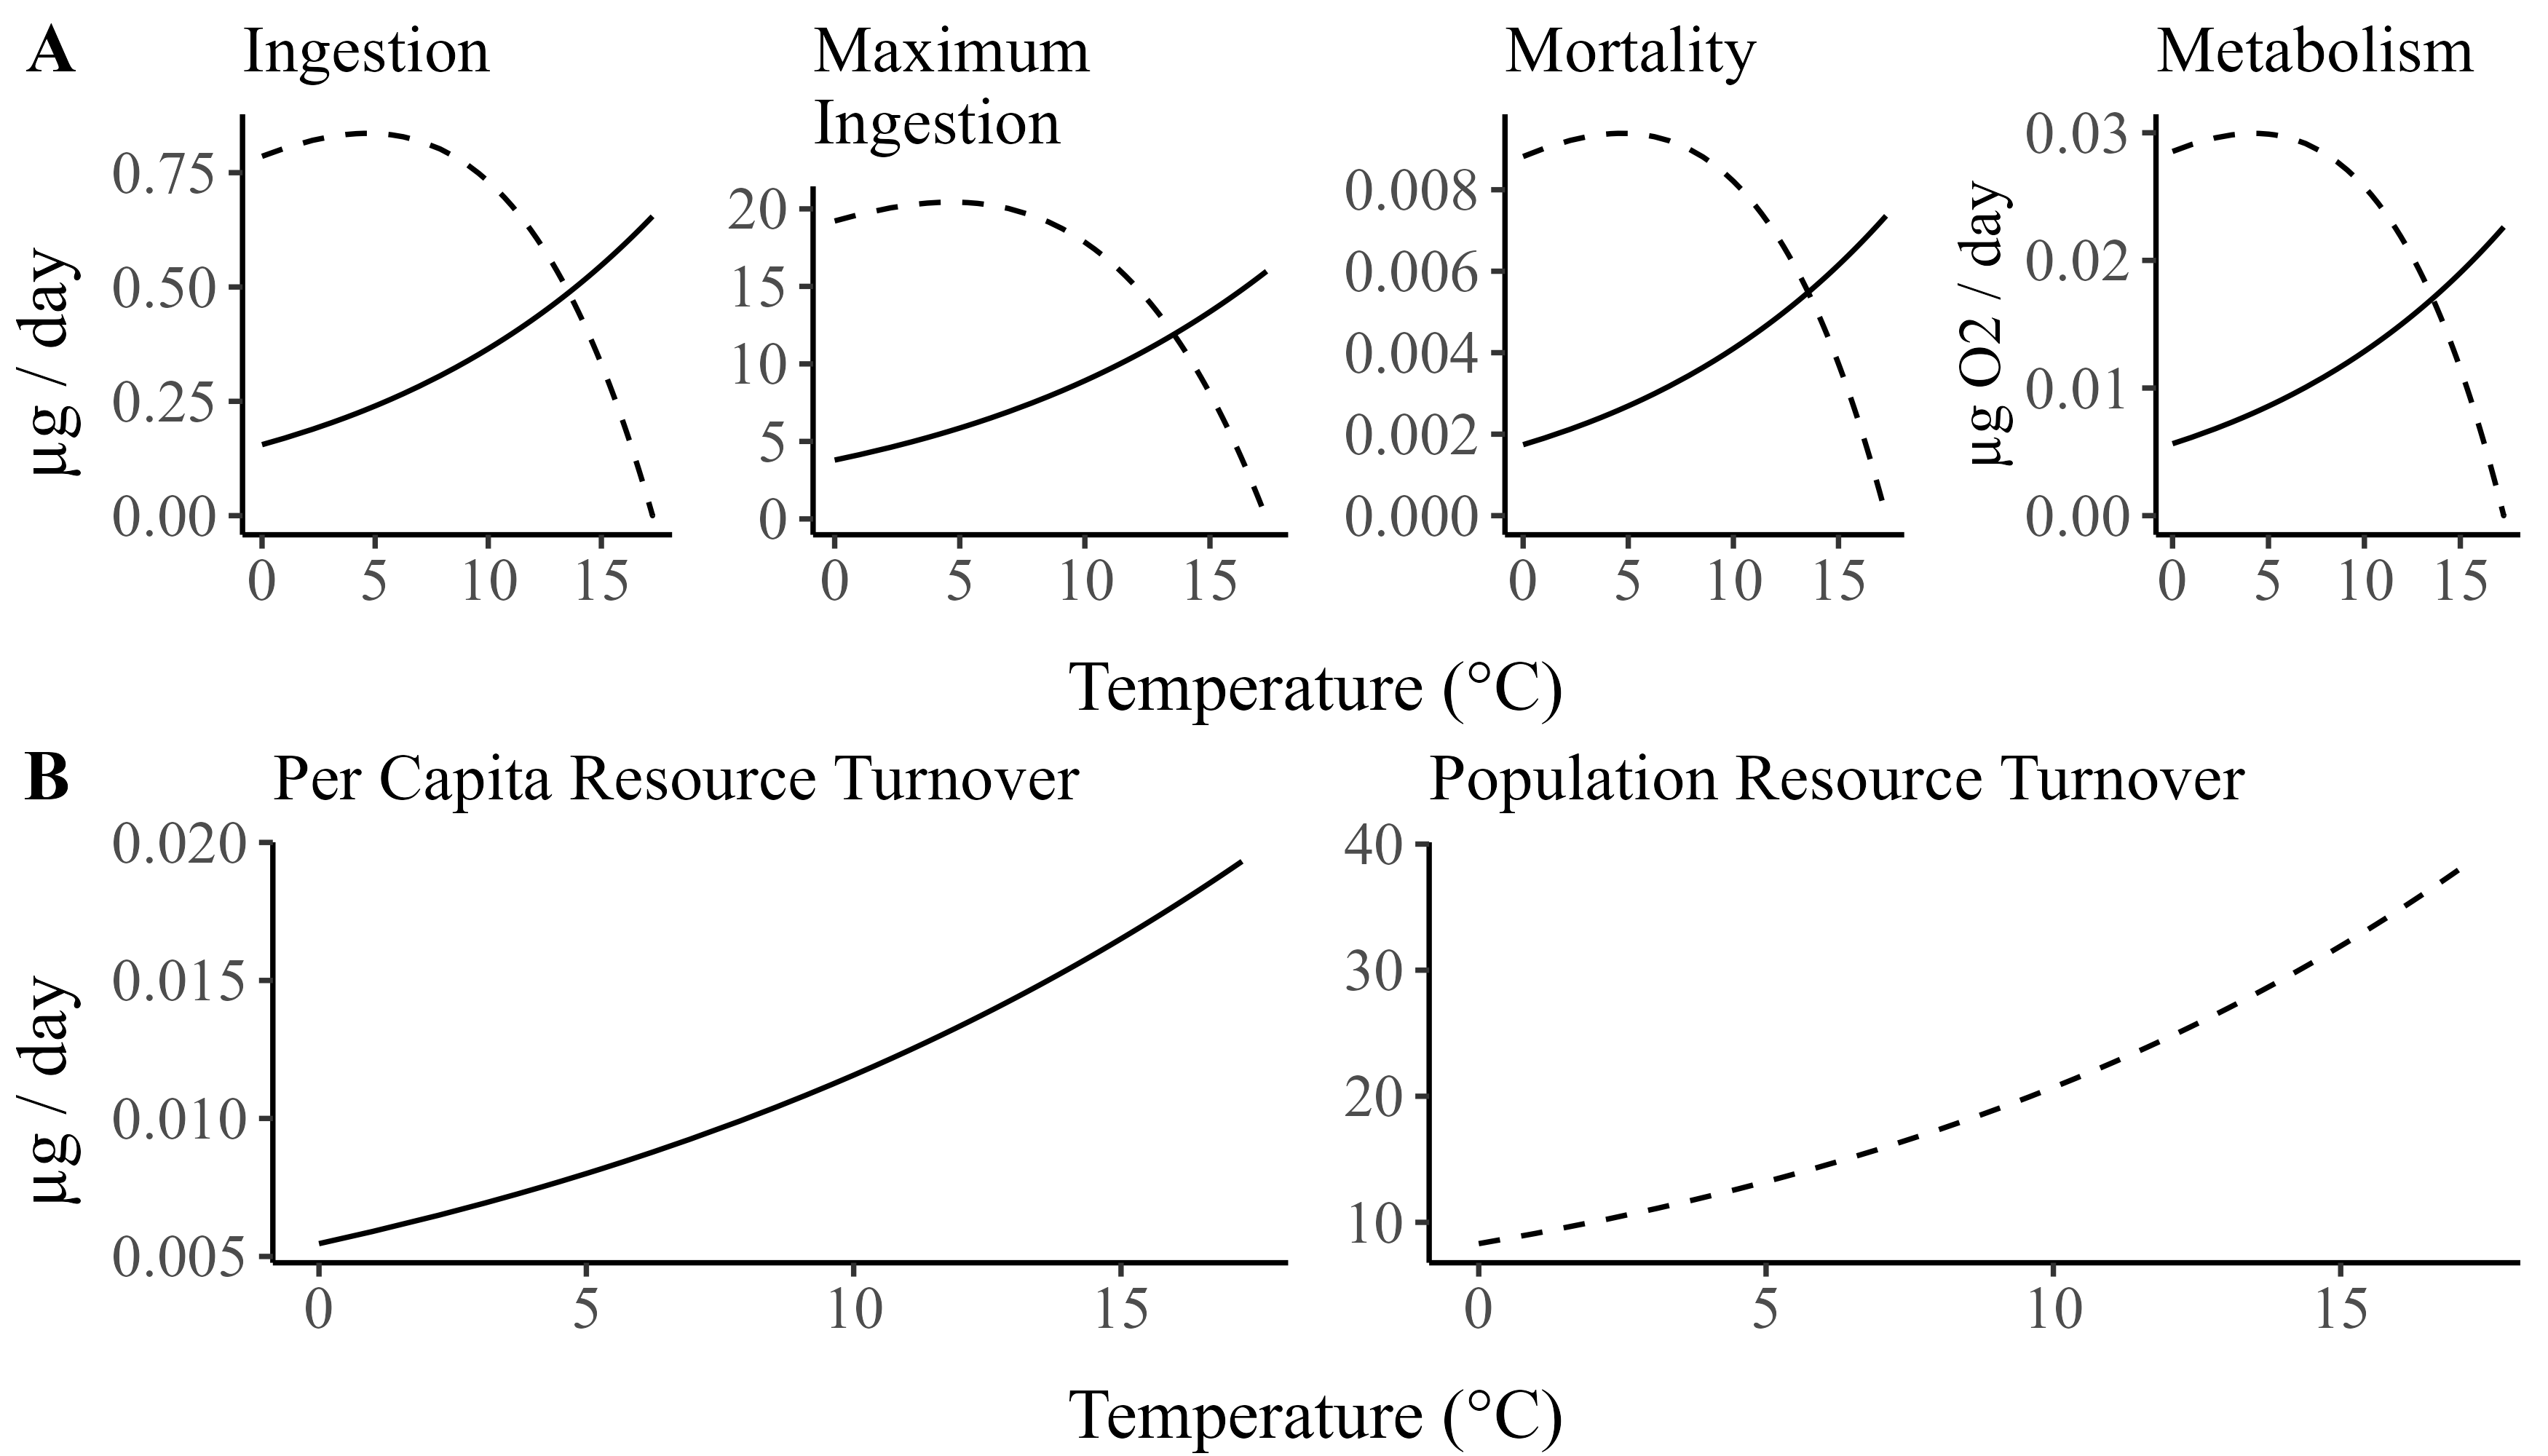 A
Ingestion
Maximum
Ingestion
Mortality
Metabolism
µg / day
0.75
0.50
0.25
0.00
0 5 10 15
20
15
10
5
0
0 5 10 15
0.008
0.006
0.004
0.002
0.000
0 5 10 15
µg O2 / day
0.03
0.02
0.01
0.00
0 5 10 15
Temperature (°C)
B
Per Capita Resource Turnover
Population Resource Turnover
µg / day
0.020
0.015
0.010
0.005
0 5 10 15
40
30
20
10
0 5 10 15
Temperature (°C)